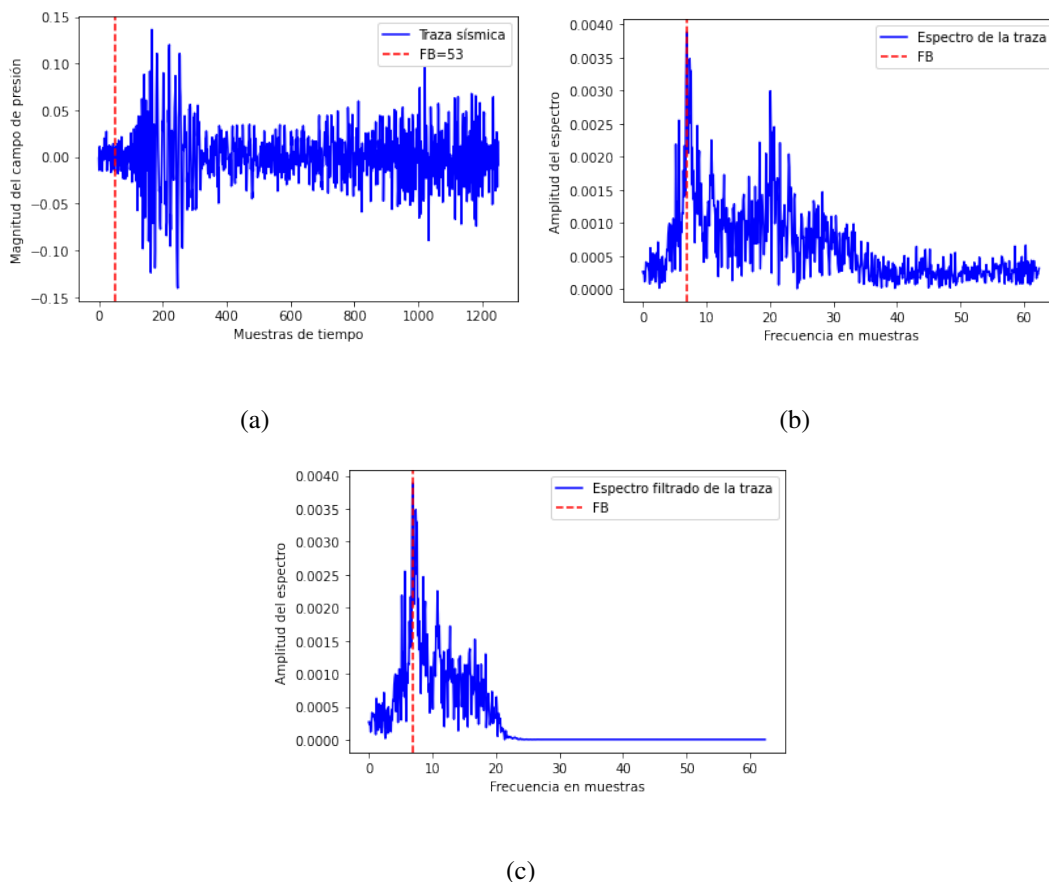 0.15
0.10
0.05
0.00
−0.05
−0.10
−0.15
Magnitud del campo de presión
Traza sísmica
FB=53
0 200 400 600 800 1000 1200
Muestras de tiempo
(a)
0.0040
0.0035
0.0030
0.0025
0.0020
0.0015
0.0010
0.0005
0.0000
Amplitud del espectro
Espectro de la traza
FB
0 10 20 30 40 50 60
Frecuencia en muestras
(b)
0.0040
0.0035
0.0030
0.0025
0.0020
0.0015
0.0010
0.0005
0.0000
Amplitud del espectro
Espectro filtrado de la traza
FB
0 10 20 30 40 50 60
Frecuencia en muestras
(c)